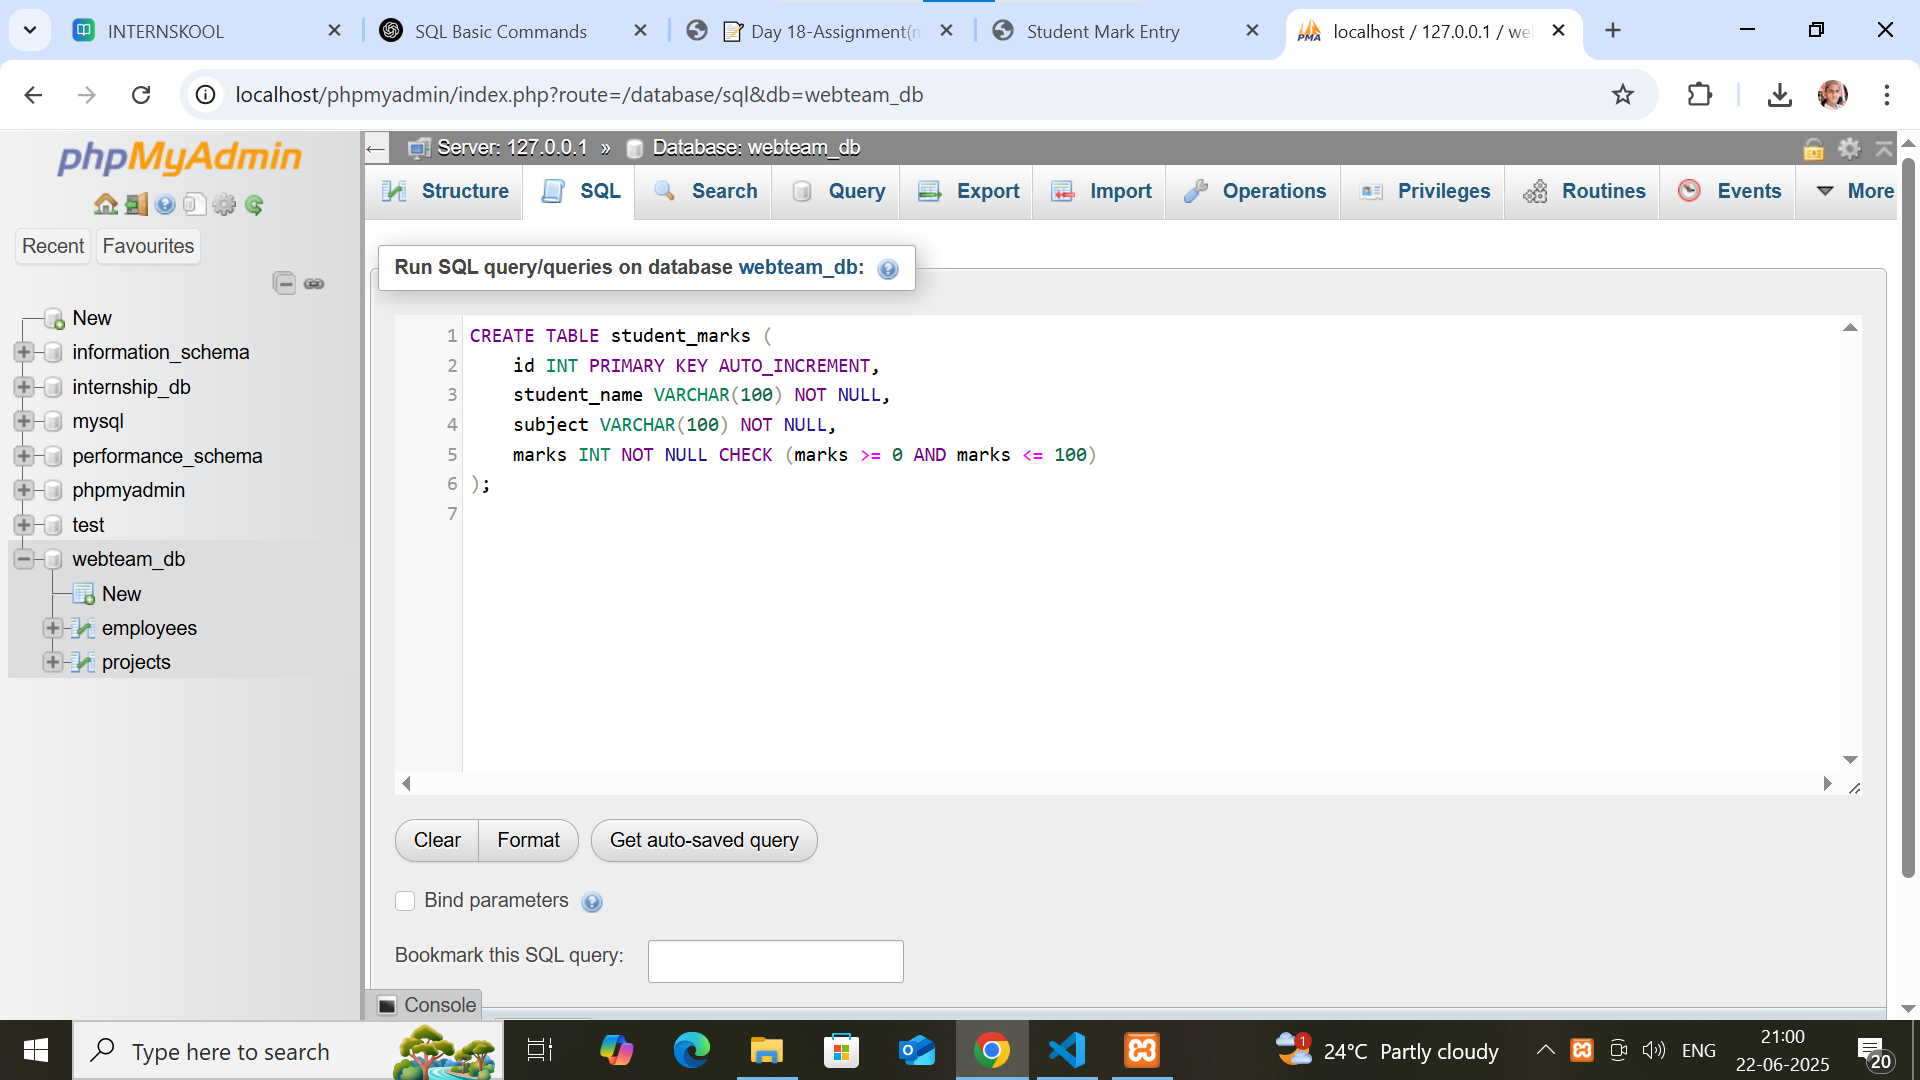 INTERNSKOOL
SQL Basic Commands
Day 18-Assignment(
Student Mark Entry
localhost / 127.0.0.1 / we
localhost/phpmyadmin/index.php?route=/database/sql&db=webteam_db
phpMyAdmin
Recent
Favourites
New
information_schema
internship_db
mysql
performance_schema
phpmyadmin
test
webteam_db
New
employees
projects
Server: 127.0.0.1 » Database: webteam_db
Structure
SQL
Search
Query
Export
Import
Operations
Privileges
Routines
Events
More
Run SQL query/queries on database webteam_db:
1 CREATE TABLE student_marks (
2 id INT PRIMARY KEY AUTO_INCREMENT,
3 student_name VARCHAR(100) NOT NULL,
4 subject VARCHAR(100) NOT NULL,
5 marks INT NOT NULL CHECK (marks >= 0 AND marks <= 100)
6 );
7
Clear
Format
Get auto-saved query
Bind parameters
Bookmark this SQL query:
Console
Type here to search
1
24°C Partly cloudy
ENG
21:00
22-06-2025
20